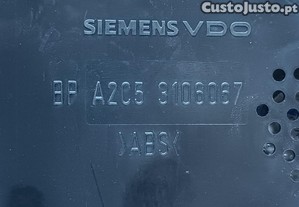 CustoJusto.pt
SIEMENS VDO
BP A2C5 3106067
>ABS<